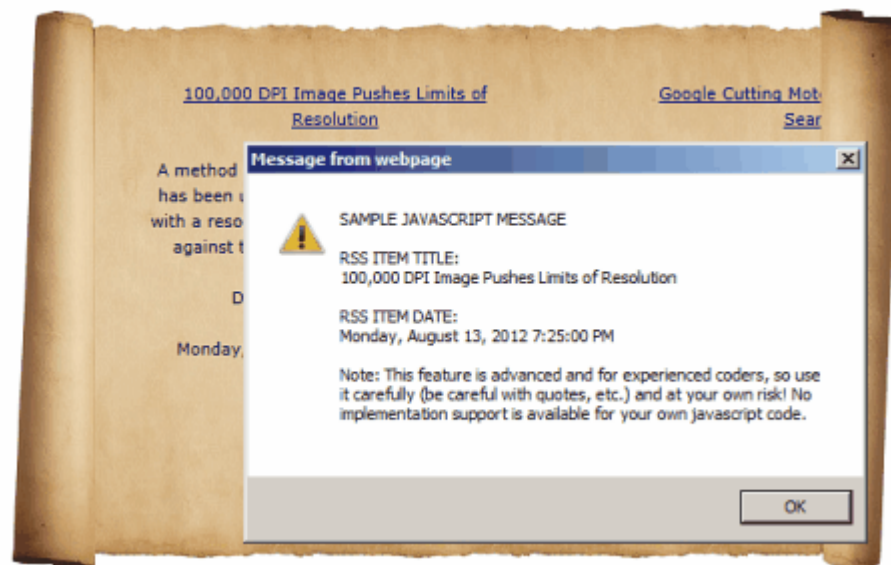 100,000 DPI Image Pushes Limits of
Resolution
Google Cutting
A method
has been
with a reso
against t
D
Monday,
Message from webpage
SAMPLE JAVASCRIPT MESSAGE
RSS ITEM TITLE:
100,000 DPI Image Pushes Limits of Resolution
RSS ITEM DATE:
Monday, August 13, 2012 7:25:00 PM
Note: This feature is advanced and for experienced coders, so use
it carefully (be careful with quotes, etc.) and at your own risk! No
implementation support is available for your own javascript code.
OK